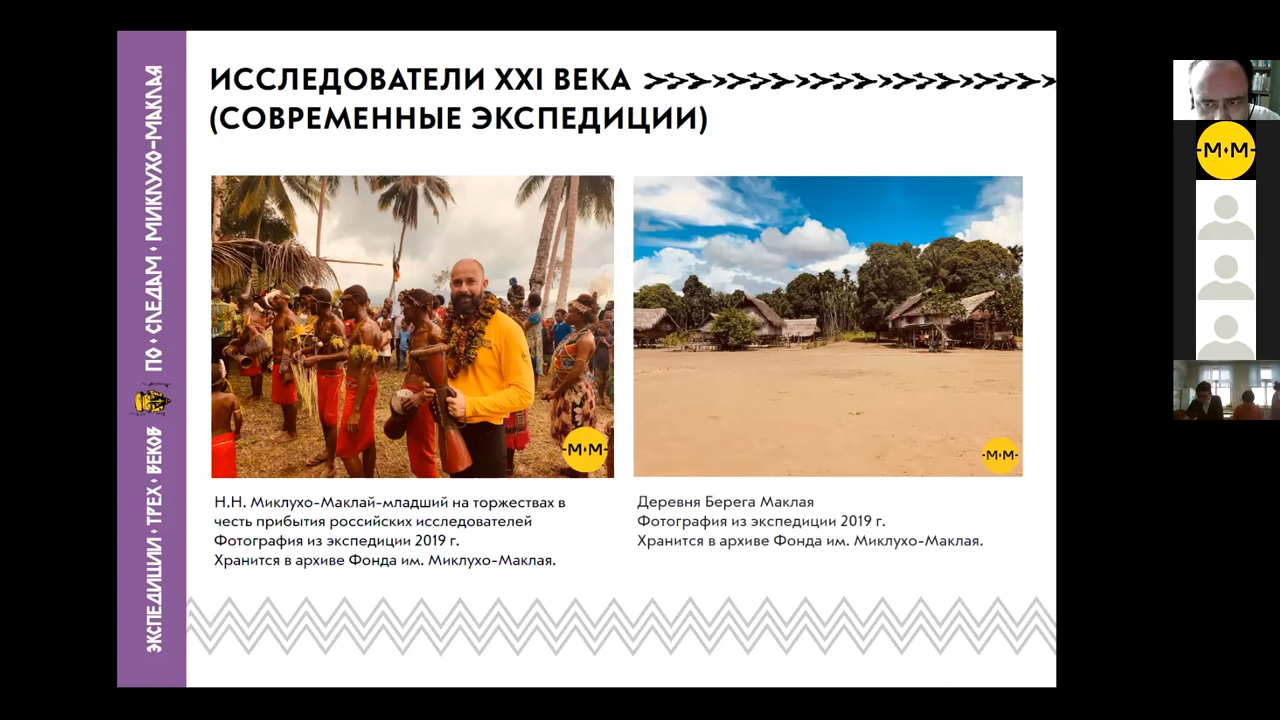 ИССЛЕДОВАТЕЛИ XXI ВЕКА
(СОВРЕМЕННЫЕ ЭКСПЕДИЦИИ)
ЭКСПЕДИЦИИ • ТРЕХ • ВЕКОВ
ПО • СЛЕДАМ • МИКЛУХО-МАКЛАЯ
-М•М-
-М•М-
Н.Н. Миклухо-Маклай-младший на торжествах в
честь прибытия российских исследователей
Фотография из экспедиции 2019 г.
Хранится в архиве Фонда им. Миклухо-Маклая.
Деревня Берега Маклая
Фотография из экспедиции 2019 г.
Хранится в архиве Фонда им. Миклухо-Маклая.
-М•М-